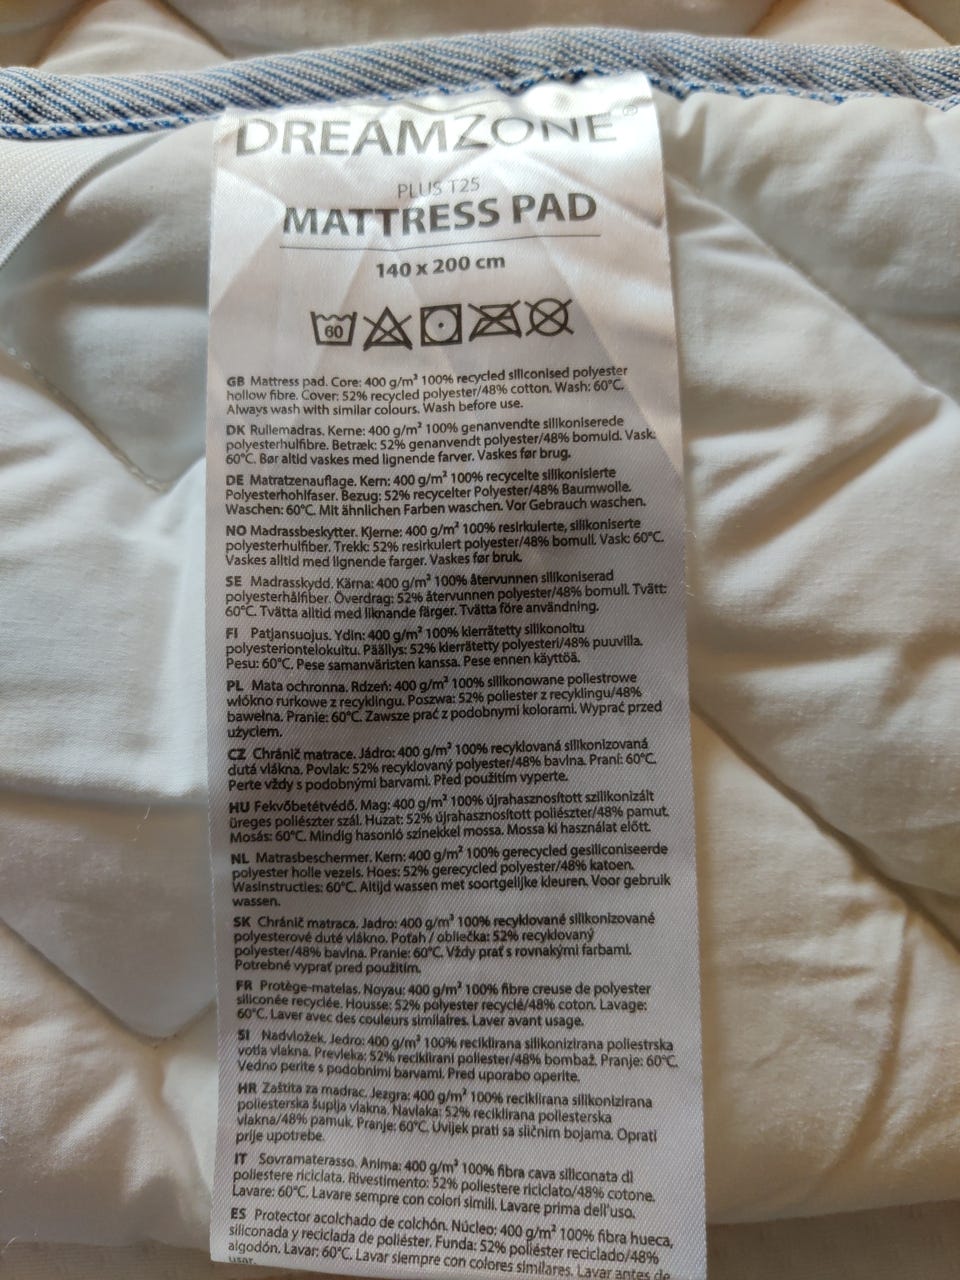 DREAMZONE®
PLUS T25
MATTRESS PAD
140 x 200 cm
60
GB Mattress pad. Core: 400 g/m² 100% recycled siliconised polyester
hollow fibre. Cover: 52% recycled polyester/48% cotton. Wash: 60°C.
Always wash with similar colours. Wash before use.
DK Rullemadras. Kerne: 400 g/m² 100% genanvendte silikoniserede
polyesterhulfibre. Betræk: 52% genanvendt polyester/48% bomuld. Vask:
60°C. Bør altid vaskes med lignende farver. Vaskes før brug.
DE Matratzenauflage. Kern: 400 g/m² 100% recycelte silikonisierte
Polyesterhohlfaser. Bezug: 52% recycelter Polyester/48% Baumwolle.
Waschen: 60°C. Mit ähnlichen Farben waschen. Vor Gebrauch waschen.
NO Madrassbeskytter. Kjerne: 400 g/m² 100% resirkulerte, silikoniserte
polyesterhulfiber. Trekk: 52% resirkulert polyester/48% bomull. Vask: 60°C.
Vaskes alltid med lignende farger. Vaskes før bruk.
SE Madrasskydd. Kärna: 400 g/m² 100% återvunnen silikoniserad
polyesterhålfiber. Överdrag: 52% återvunnen polyester/48% bomull. Tvätt:
60°C. Tvätta alltid med liknande färger. Tvätta före användning.
FI Patjansuojus. Ydin: 400 g/m² 100% kierrätetty silikonoitu
polyesteriontelokuitu. Päällys: 52% kierrätetty polyesteri/48% puuvilla.
Pesu: 60°C. Pese samanväristen kanssa. Pese ennen käyttöä.
PL Mata ochronna. Rdzeń: 400 g/m² 100% silikonowane poliestrowe
włókno rurkowe z recyklingu. Poszwa: 52% poliester z recyklingu/48%
bawełna. Pranie: 60°C. Zawsze prać z podobnymi kolorami. Wyprać przed
użyciem.
CZ Chránič matrace. Jádro: 400 g/m² 100% recyklovaná silikonizovaná
dutá vlákna. Povlak: 52% recyklovaný polyester/48% bavlna. Praní: 60°C.
Perte vždy s podobnými barvami. Před použitím vyperte.
HU Fekvőbetétvédő. Mag: 400 g/m² 100% újrahasznosított szilikonizált
üreges poliészter szál. Huzat: 52% újrahasznosított poliészter/48% pamut.
Mosás: 60°C. Mindig hasonló színekkel mossa. Mossa ki használat előtt.
NL Matrasbeschermer. Kern: 400 g/m² 100% gerecycled gesiliconiseerde
polyester holle vezels. Hoes: 52% gerecycled polyester/48% katoen.
Wasinstructies: 60°C. Altijd wassen met soortgelijke kleuren. Voor gebruik
wassen.
SK Chránič matraca. Jadro: 400 g/m² 100% recyklované silikonizované
polyesterové duté vlákno. Poťah / obliečka: 52% recyklovaný
polyester/48% bavlna. Pranie: 60°C. Vždy prať s rovnakými farbami.
Potrebné vyprať pred použitím.
FR Protège-matelas. Noyau: 400 g/m² 100% fibre creuse de polyester
siliconée recyclée. Housse: 52% polyester recyclé/48% coton. Lavage:
60°C. Laver avec des couleurs similaires. Laver avant usage.
SI Nadvložek. Jedro: 400 g/m² 100% reciklirana silikonizirana poliestrska
votla vlakna. Prevleka: 52% reciklirani poliester/48% bombaž. Pranje: 60°C.
Vedno perite s podobnimi barvami. Pred uporabo operite.
HR Zaštita za madrac. Jezgra: 400 g/m² 100% reciklirana silikonizirana
poliesterska šuplja vlakna. Navlaka: 52% reciklirana poliesterska
vlakna/48% pamuk. Pranje: 60°C. Uvijek prati sa sličnim bojama. Oprati
prije upotrebe.
IT Sovramaterasso. Anima: 400 g/m² 100% fibra cava siliconata di
poliestere riciclata. Rivestimento: 52% poliestere riciclato/48% cotone.
Lavare: 60°C. Lavare sempre con colori simili. Lavare prima dell'uso.
ES Protector acolchado de colchón. Núcleo: 400 g/m² 100% fibra hueca,
siliconada y reciclada de poliéster. Funda: 52% poliéster reciclado/48%
algodón. Lavar: 60°C. Lavar siempre con colores similares. Lavar antes de
usar.